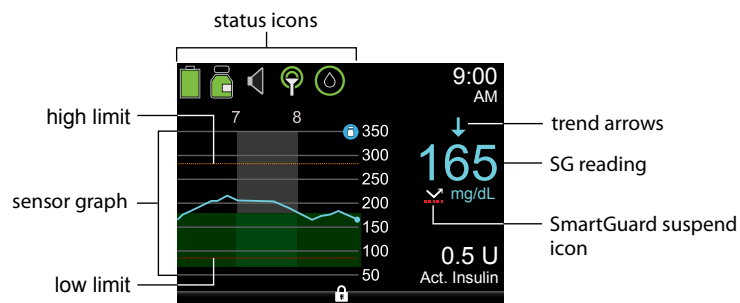 status icons
9:00
AM
high limit
7 8
350
trend arrows
300
165
SG reading
250
mg/dL
sensor graph
200
150
SmartGuard suspend
icon
100
0.5 U
low limit
50
Act. Insulin